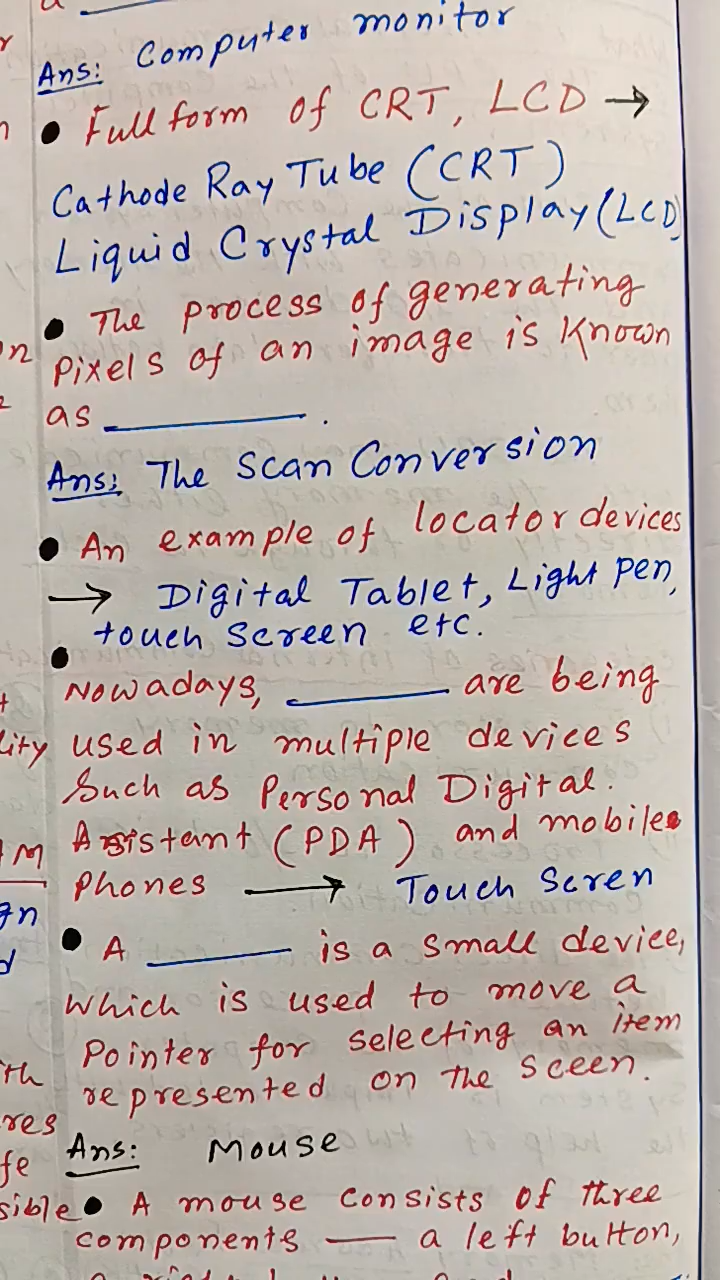 Ans: Computer monitor
• Full form of CRT, LCD →
Cathode Ray Tube (CRT)
Liquid Crystal Display (LCD)
• The process of generating
pixels of an image is known
as ________.
Ans: The Scan Conversion
• An example of locator devices
→ Digital Tablet, Light Pen,
touch Screen etc.
•
Nowadays, ________ are being
used in multiple devices
Such as Personal Digital.
Assistant (PDA) and mobile
Phones → Touch Scren
• A ________ is a small device,
which is used to move a
Pointer for selecting an item
represented on the sceen.
Ans: Mouse
• A mouse consists of three
components — a left button,